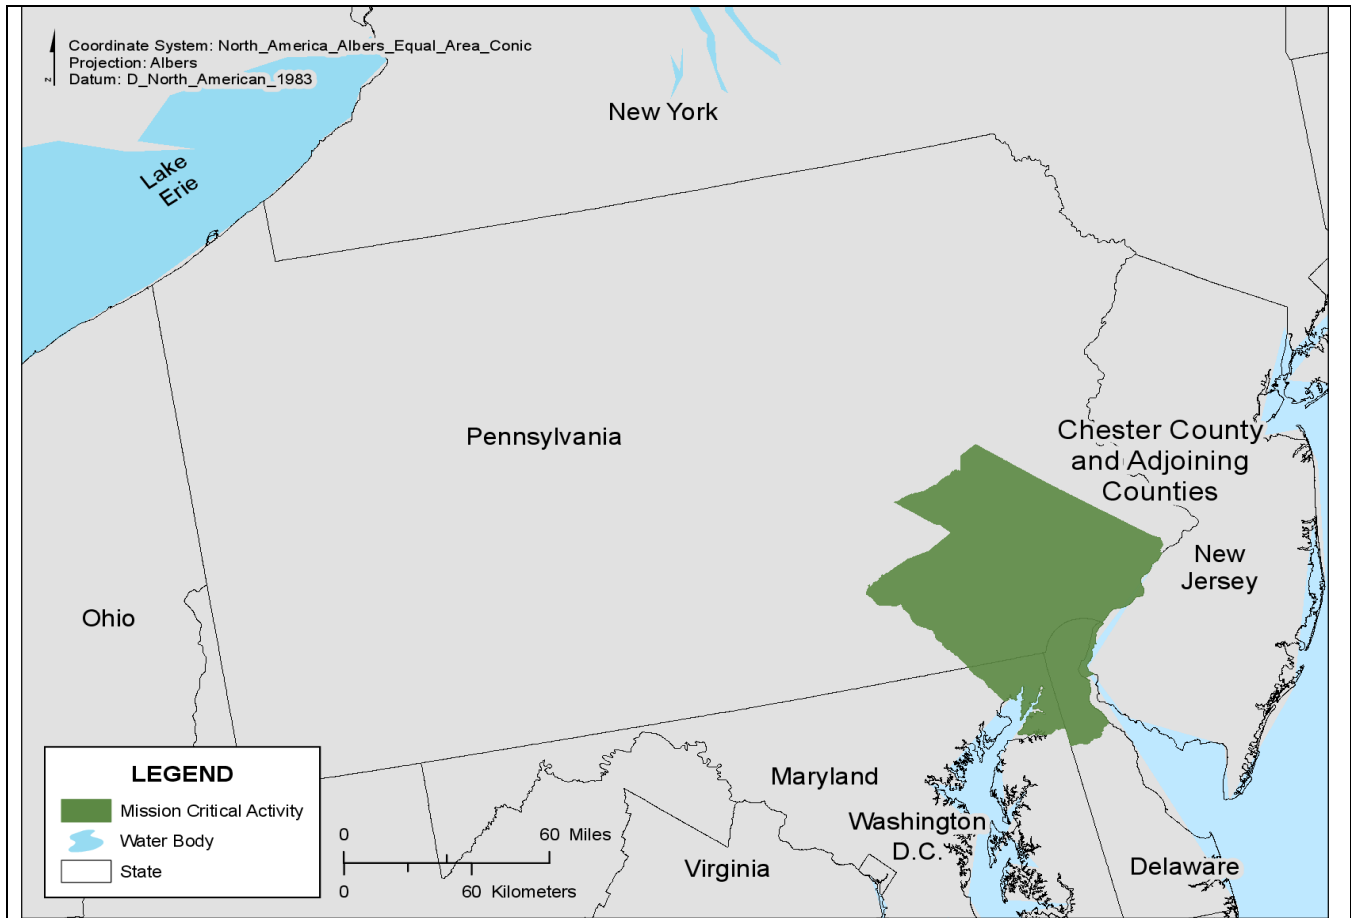 Coordinate System: North_America_Albers_Equal_Area_Conic
Projection: Albers
Datum: D_North_American_1983
N
New York
Lake
Erie
Pennsylvania
Chester County
and Adjoining
Counties
New
Jersey
Ohio
Maryland
Washington
D.C.
Virginia
Delaware
LEGEND
Mission Critical Activity
Water Body
State
0 60 Miles
0 60 Kilometers